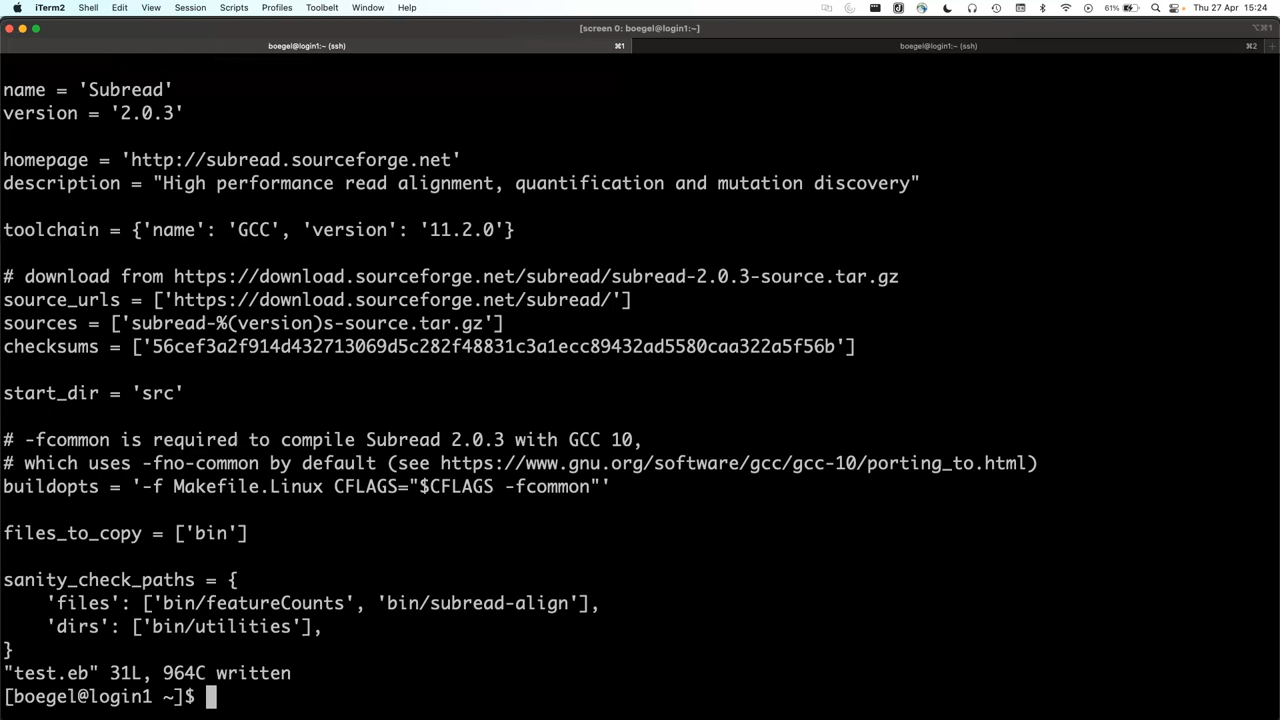 iTerm2 Shell Edit View Session Scripts Profiles Toolbelt Window Help 61% Thu 27 Apr 15:24
[screen 0: boegel@login1:~] ⌥⌘1
boegel@login1:~ (ssh) ⌘1 boegel@login1:~ (ssh) ⌘2 +
name = 'Subread'
version = '2.0.3'
homepage = 'http://subread.sourceforge.net'
description = "High performance read alignment, quantification and mutation discovery"
toolchain = {'name': 'GCC', 'version': '11.2.0'}
# download from https://download.sourceforge.net/subread/subread-2.0.3-source.tar.gz
source_urls = ['https://download.sourceforge.net/subread/']
sources = ['subread-%(version)s-source.tar.gz']
checksums = ['56cef3a2f914d432713069d5c282f48831c3a1ecc89432ad5580caa322a5f56b']
start_dir = 'src'
# -fcommon is required to compile Subread 2.0.3 with GCC 10,
# which uses -fno-common by default (see https://www.gnu.org/software/gcc/gcc-10/porting_to.html)
buildopts = '-f Makefile.Linux CFLAGS="$CFLAGS -fcommon"'
files_to_copy = ['bin']
sanity_check_paths = {
    'files': ['bin/featureCounts', 'bin/subread-align'],
    'dirs': ['bin/utilities'],
}
"test.eb" 31L, 964C written
[boegel@login1 ~]$